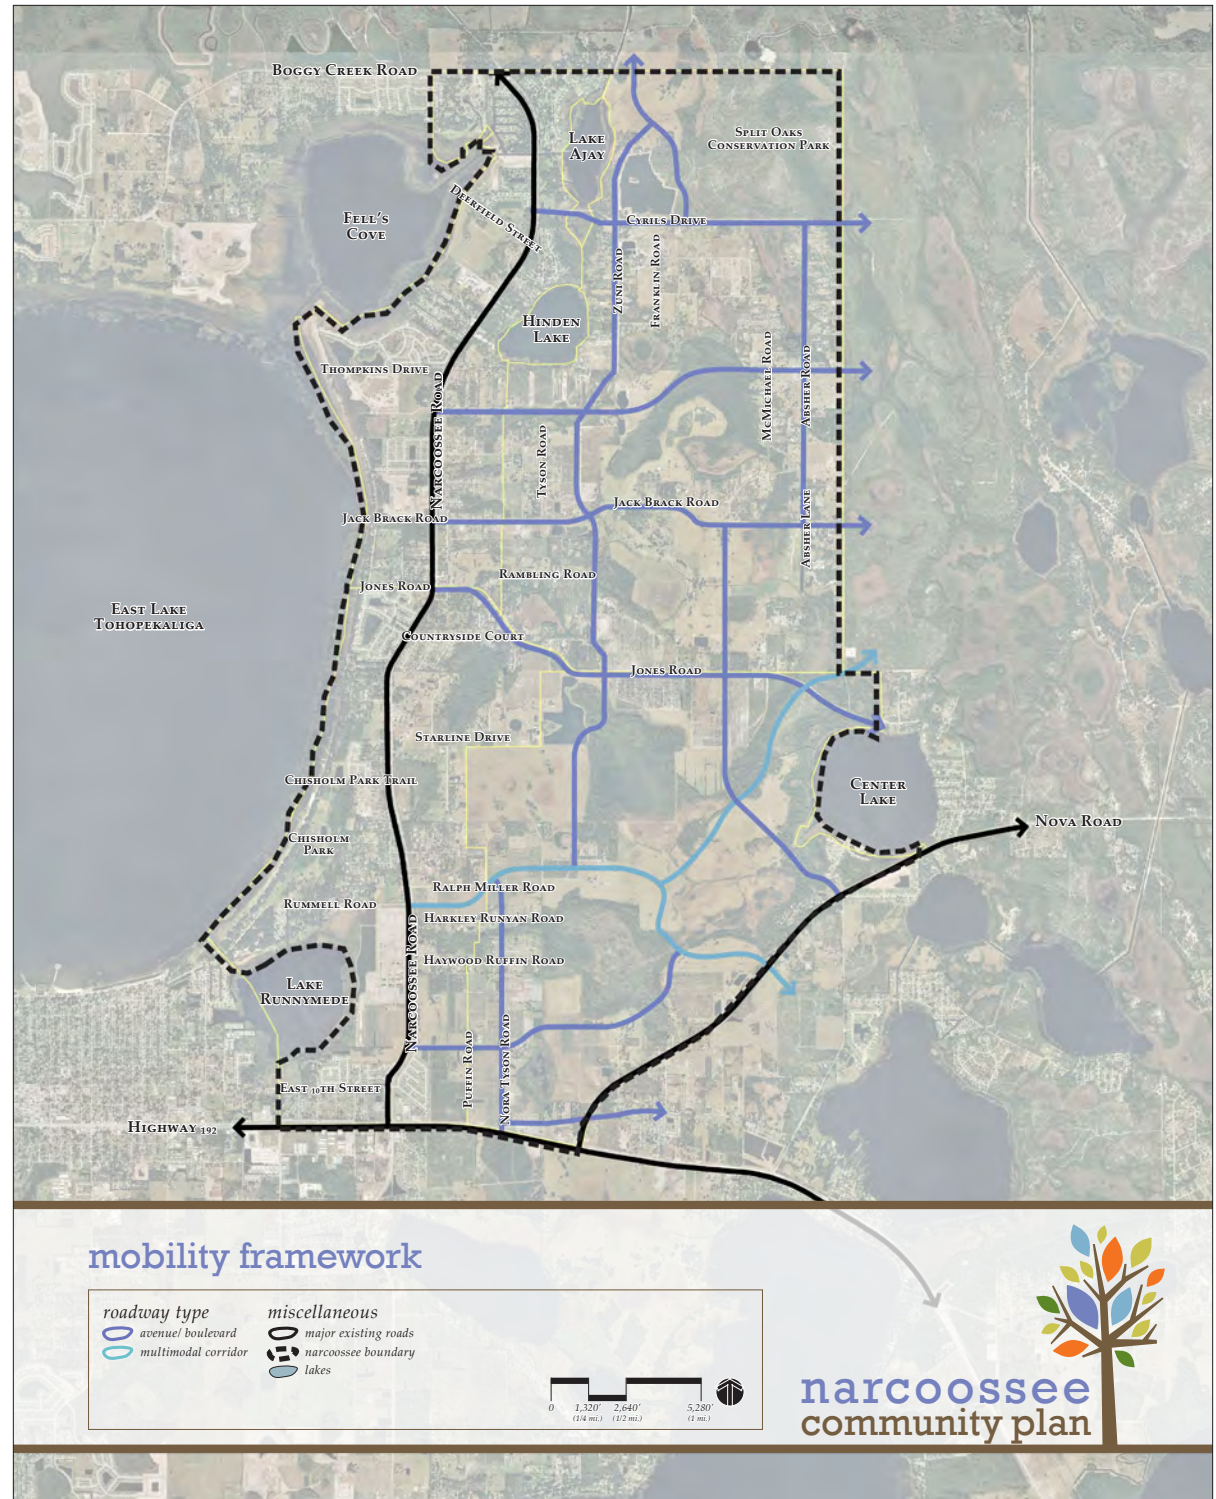 Boggy Creek Road
Lake
Ajay
Split Oaks
Conservation Park
Deerfield Street
Fell's
Cove
Cyrils Drive
Zuni Road
Franklin Road
Hinden
Lake
Thompkins Drive
Narcoossee Road
McMichael Road
Absher Road
Tyson Road
Jack Brack Road
Jack Brack Road
Absher Lane
Rambling Road
Jones Road
East Lake
Tohopekaliga
Countryside Court
Jones Road
Starline Drive
Chisholm Park Trail
Center
Lake
Nova Road
Chisholm
Park
Ralph Miller Road
Rummell Road
Harkley Runyan Road
Narcoossee Road
Haywood Ruffin Road
Lake
Runnymede
Puffin Road
Nora Tyson Road
East 10th Street
Highway 192
mobility framework
roadway type
avenue/ boulevard
multimodal corridor
miscellaneous
major existing roads
narcoossee boundary
lakes
0 1,320' 2,640' 5,280'
(1/4 mi.) (1/2 mi.) (1 mi.)
narcoossee
community plan